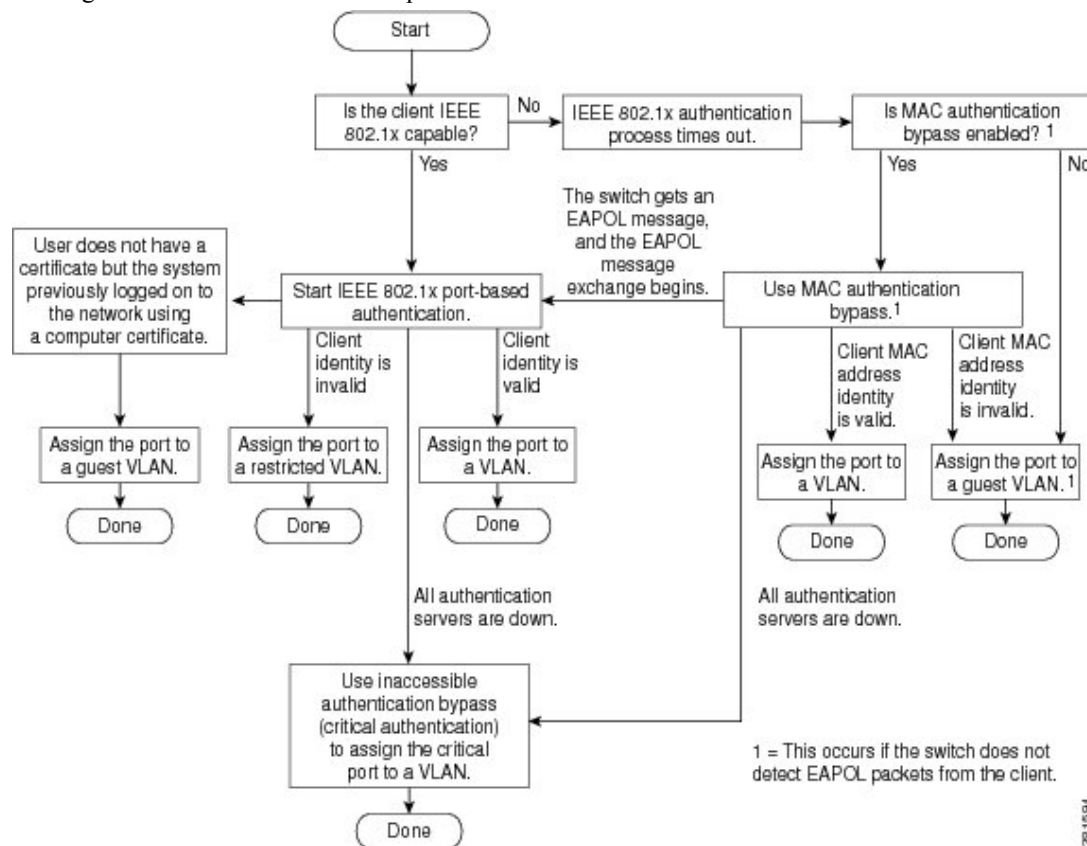 Start
Is the client IEEE
802.1x capable?
No
IEEE 802.1x authentication
process times out.
Is MAC authentication
bypass enabled? 1
Yes
Yes
No
The switch gets an
EAPOL message,
and the EAPOL
message
exchange begins.
User does not have a
certificate but the system
previously logged on to
the network using
a computer certificate.
Start IEEE 802.1x port-based
authentication.
Use MAC authentication
bypass.1
Client
identity is
invalid
Client
identity is
valid
Client MAC
address
identity
is valid.
Client MAC
address
identity
is invalid.
Assign the port to
a guest VLAN.
Assign the port to
a restricted VLAN.
Assign the port to
a VLAN.
Assign the port to
a VLAN.
Assign the port to
a guest VLAN.1
Done
Done
Done
Done
Done
All authentication
servers are down.
All authentication
servers are down.
Use inaccessible
authentication bypass
(critical authentication)
to assign the critical
port to a VLAN.
1 = This occurs if the switch does not
detect EAPOL packets from the client.
Done